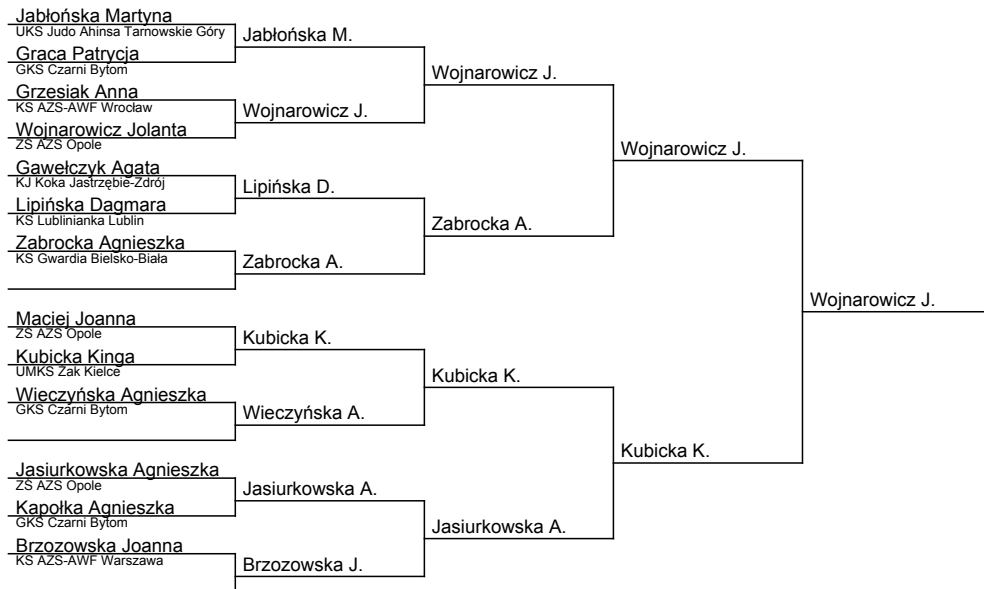 Jabłońska Martyna
UKS Judo Ahinsa Tarnowskie Góry
Graca Patrycja
GKS Czarni Bytom
Grzesiak Anna
KS AZS-AWF Wrocław
Wojnarowicz Jolanta
ZS AZS Opole
Gawełczyk Agata
KJ Koka Jastrzębie-Zdrój
Lipińska Dagmara
KS Lublinianka Lublin
Zabrocka Agnieszka
KS Gwardia Bielsko-Biała
Maciej Joanna
ZS AZS Opole
Kubicka Kinga
UMKS Żak Kielce
Wieczyńska Agnieszka
GKS Czarni Bytom
Jasiurkowska Agnieszka
ZS AZS Opole
Kapołka Agnieszka
GKS Czarni Bytom
Brzozowska Joanna
KS AZS-AWF Warszawa
Jabłońska M.
Wojnarowicz J.
Lipińska D.
Zabrocka A.
Kubicka K.
Wieczyńska A.
Jasiurkowska A.
Brzozowska J.
Wojnarowicz J.
Zabrocka A.
Kubicka K.
Jasiurkowska A.
Wojnarowicz J.
Kubicka K.
Wojnarowicz J.